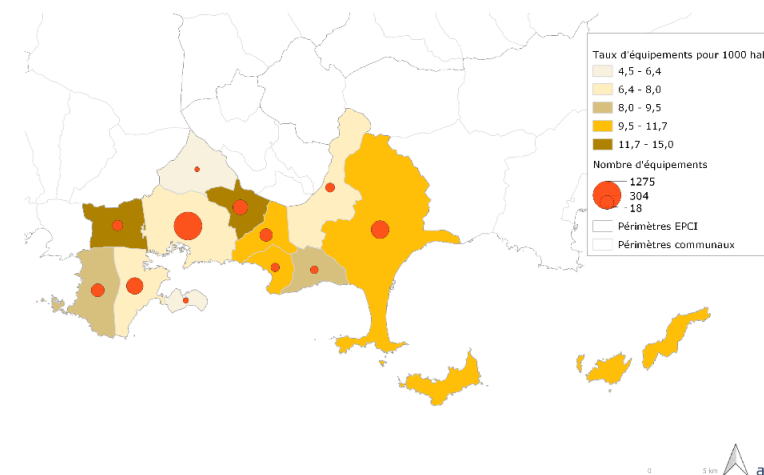 Taux d'équipements pour 1000 hab
4,5 - 6,4
6,4 - 8,0
8,0 - 9,5
9,5 - 11,7
11,7 - 15,0
Nombre d'équipements
1275
304
18
Périmètres EPCI
Périmètres communaux
0 5 km
a